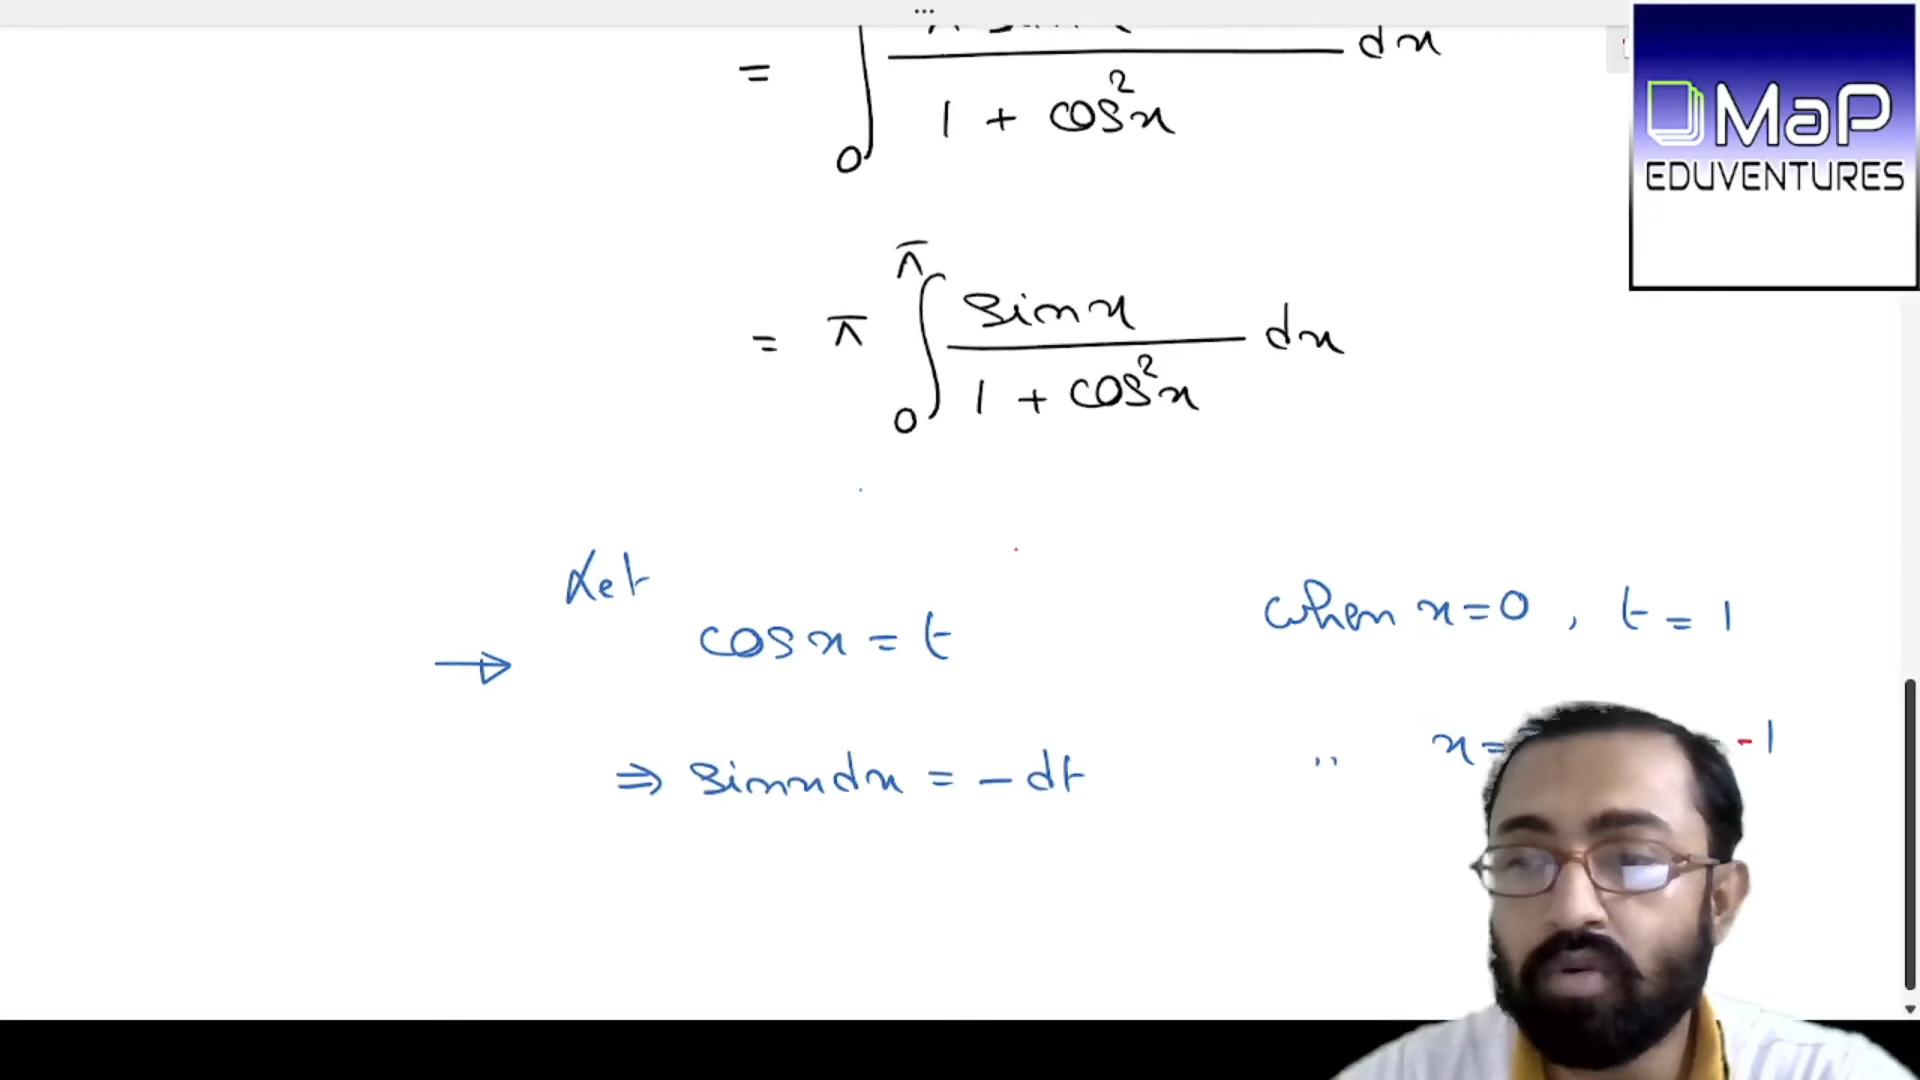 ...
= ∫₀ dx
1 + cos²x
MaP
EDUVENTURES
= π ∫₀^π sinx / (1 + cos²x) dx
Let
cosx = t
when x=0 , t = 1
⇒ sinxdx = -dt
,, x= -1